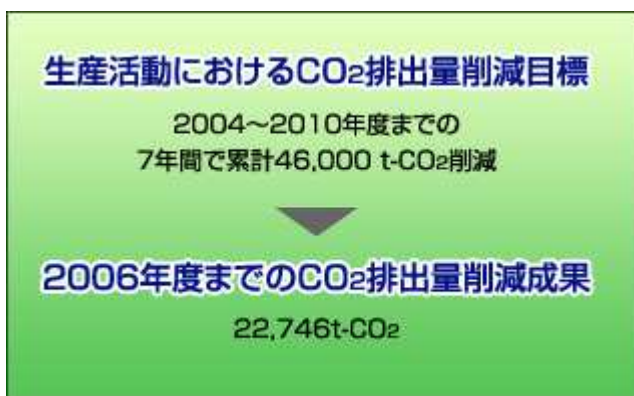 生産活動におけるCO2排出量削減目標
2004～2010年度までの
7年間で累計46,000 t-CO2削減
2006年度までのCO2排出量削減成果
22,746t-CO2